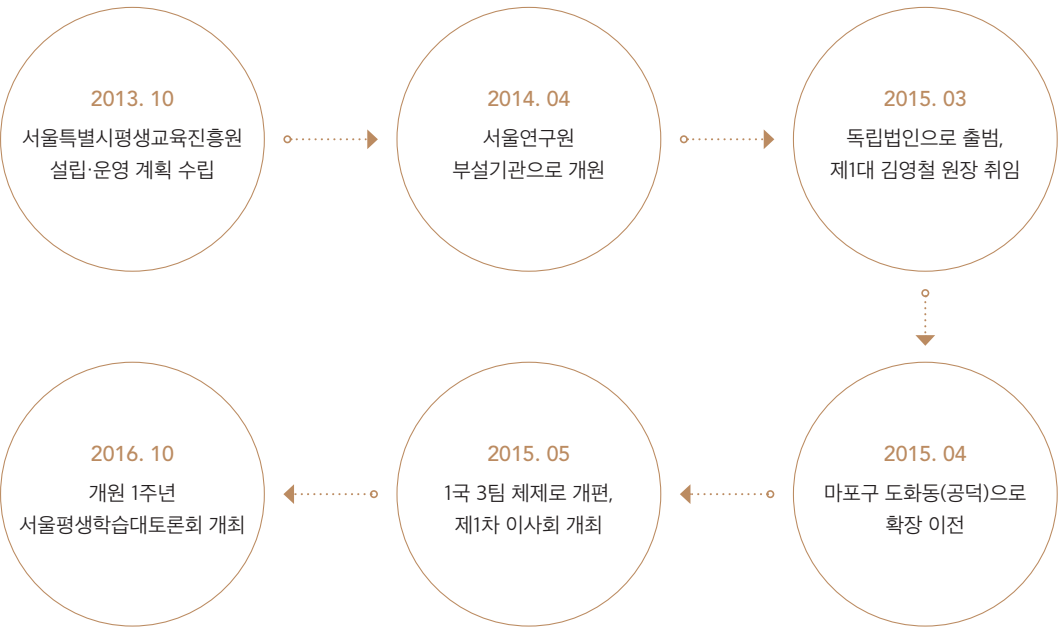 2013. 10
서울특별시평생교육진흥원
설립·운영 계획 수립
2014. 04
서울연구원
부설기관으로 개원
2015. 03
독립법인으로 출범,
제1대 김영철 원장 취임
2015. 04
마포구 도화동(공덕)으로
확장 이전
2015. 05
1국 3팀 체제로 개편,
제1차 이사회 개최
2016. 10
개원 1주년
서울평생학습대토론회 개최